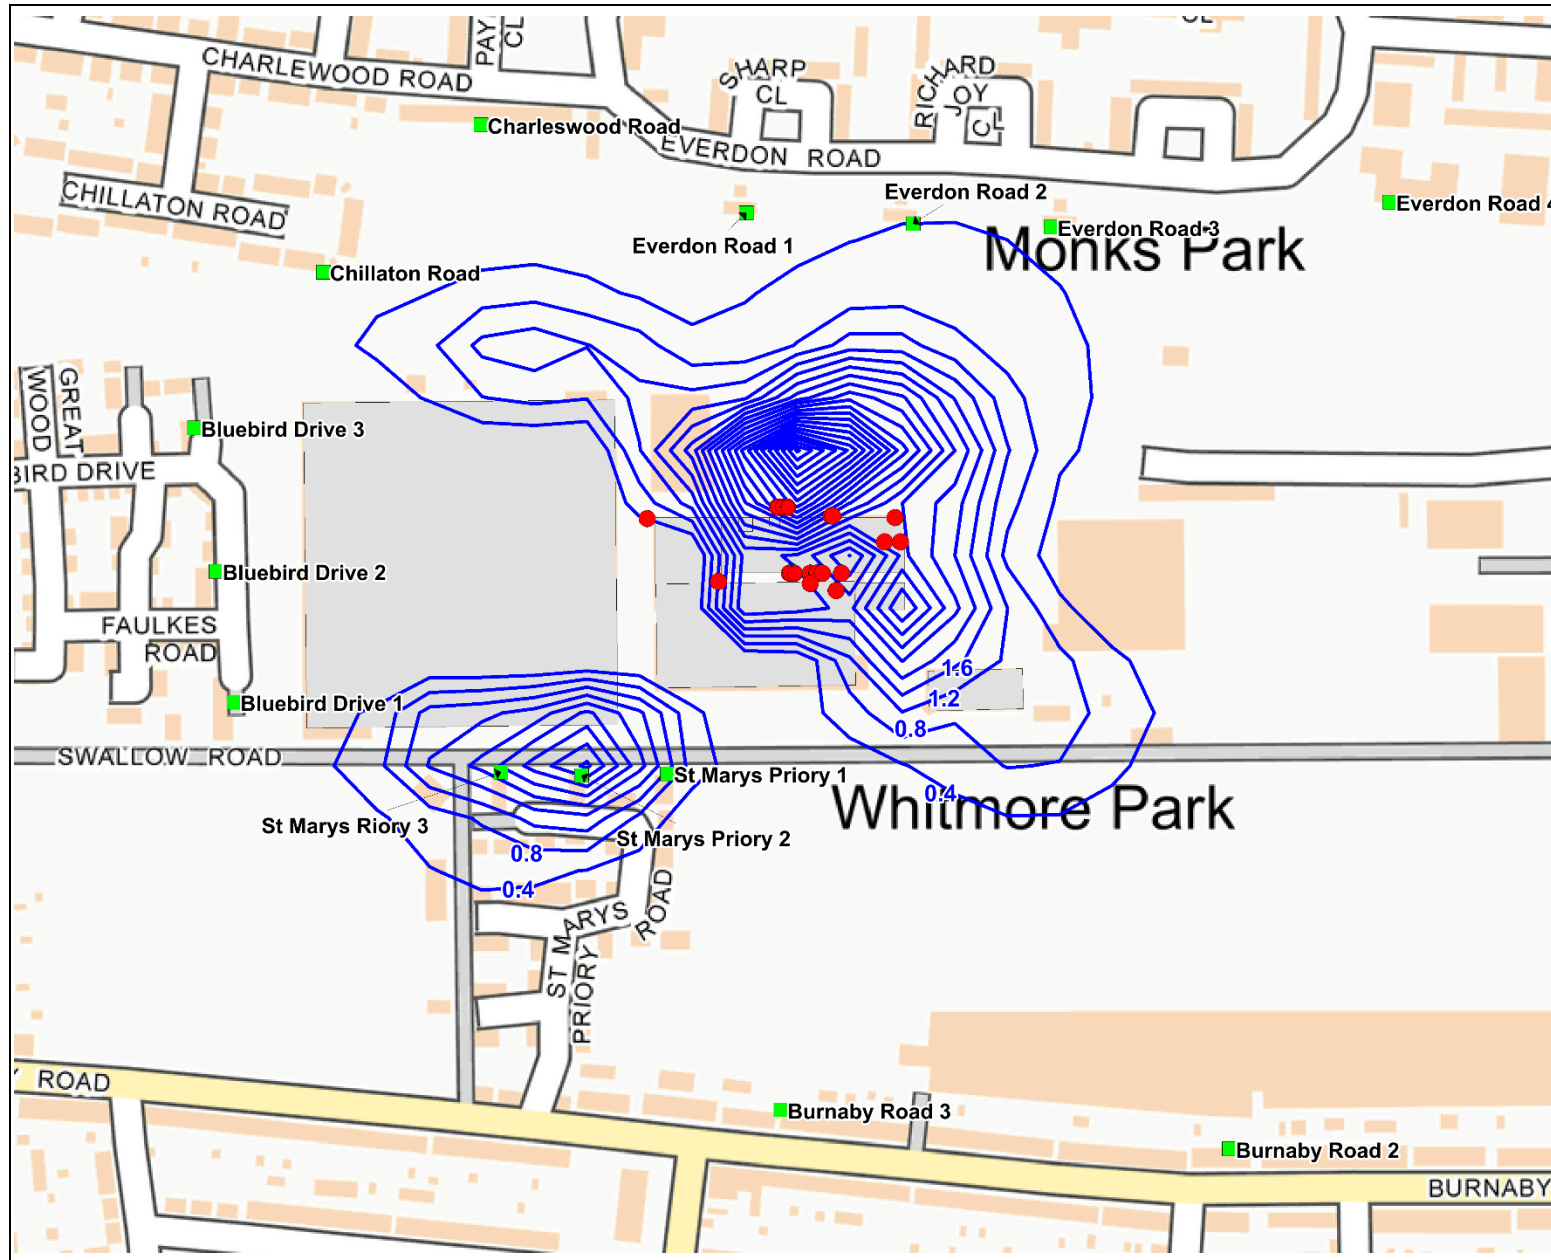 PAY
CL
CHARLEWOOD ROAD
SHARP
CL
RICHARD
JOY
CL
Charleswood Road
EVERDON ROAD
CHILLATON ROAD
Everdon Road 2
Everdon Road 4
Everdon Road 1
Everdon Road 3
Monks Park
Chillaton Road
GREAT
WOOD
Bluebird Drive 3
BIRD DRIVE
Bluebird Drive 2
FAULKES
ROAD
1.6
Bluebird Drive 1
1.2
0.8
SWALLOW ROAD
St Marys Priory 1
0.4
Whitmore Park
St Marys Riory 3
St Marys Priory 2
0.8
0.4
ST MARYS
ROAD
PRIORY
ROAD
Burnaby Road 3
Burnaby Road 2
BURNABY